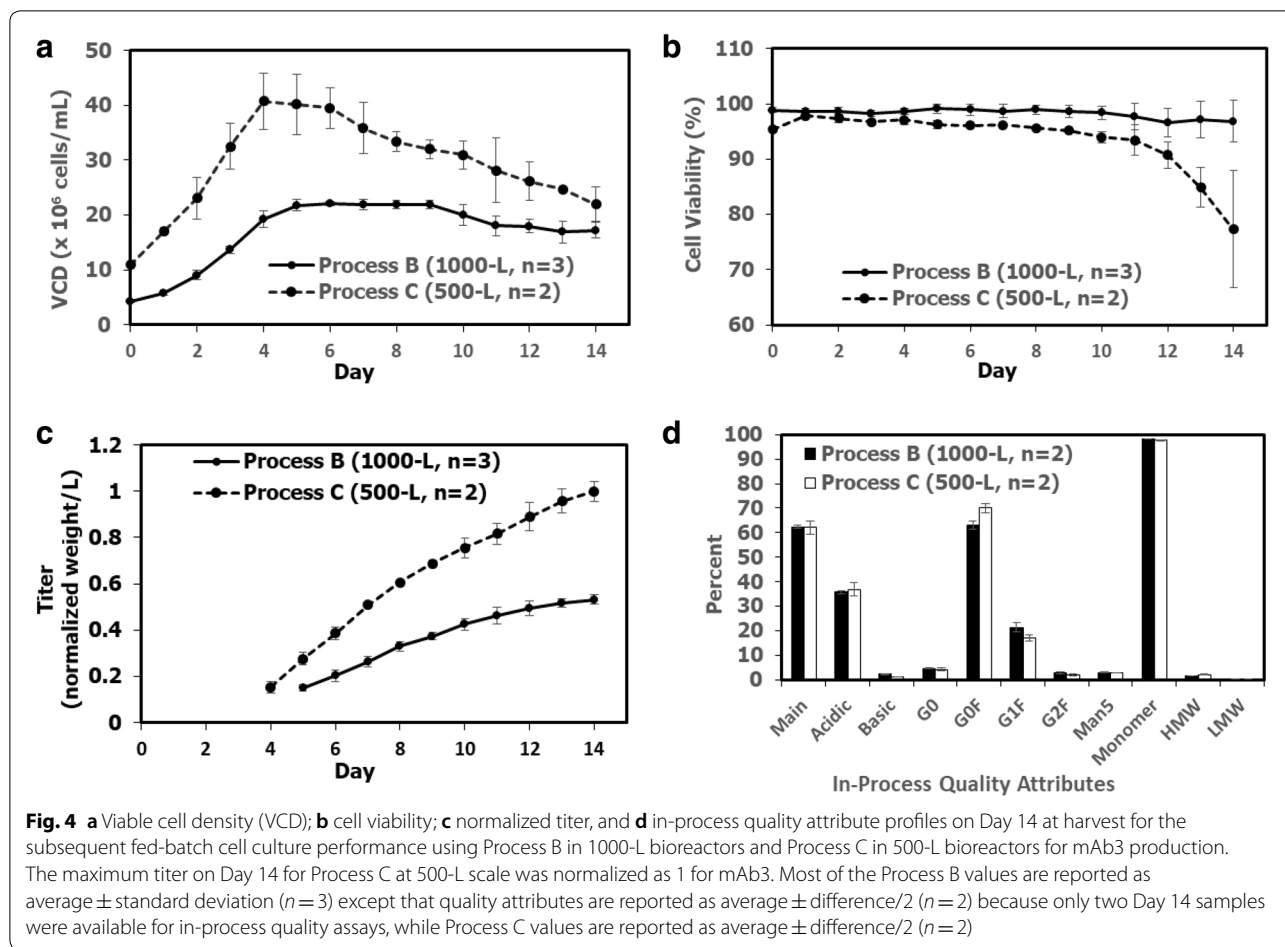 a
50
40
30
20
10
0
VCD (x 10⁶ cells/mL)
Process B (1000-L, n=3)
Process C (500-L, n=2)
0 2 4 6 8 10 12 14
Day
b
110
100
90
80
70
60
Cell Viability (%)
Process B (1000-L, n=3)
Process C (500-L, n=2)
0 2 4 6 8 10 12 14
Day
c
1.2
1
0.8
0.6
0.4
0.2
0
Titer
(normalized weight/L)
Process B (1000-L, n=3)
Process C (500-L, n=2)
0 2 4 6 8 10 12 14
Day
d
100
90
80
70
60
50
40
30
20
10
0
Percent
Process B (1000-L, n=2)
Process C (500-L, n=2)
Main Acidic Basic G0 G0F G1F G2F Man5 Monomer HMW LMW
In-Process Quality Attributes
Fig. 4 a Viable cell density (VCD); b cell viability; c normalized titer, and d in-process quality attribute profiles on Day 14 at harvest for the
subsequent fed-batch cell culture performance using Process B in 1000-L bioreactors and Process C in 500-L bioreactors for mAb3 production.
The maximum titer on Day 14 for Process C at 500-L scale was normalized as 1 for mAb3. Most of the Process B values are reported as
average ± standard deviation (n = 3) except that quality attributes are reported as average ± difference/2 (n = 2) because only two Day 14 samples
were available for in-process quality assays, while Process C values are reported as average ± difference/2 (n = 2)